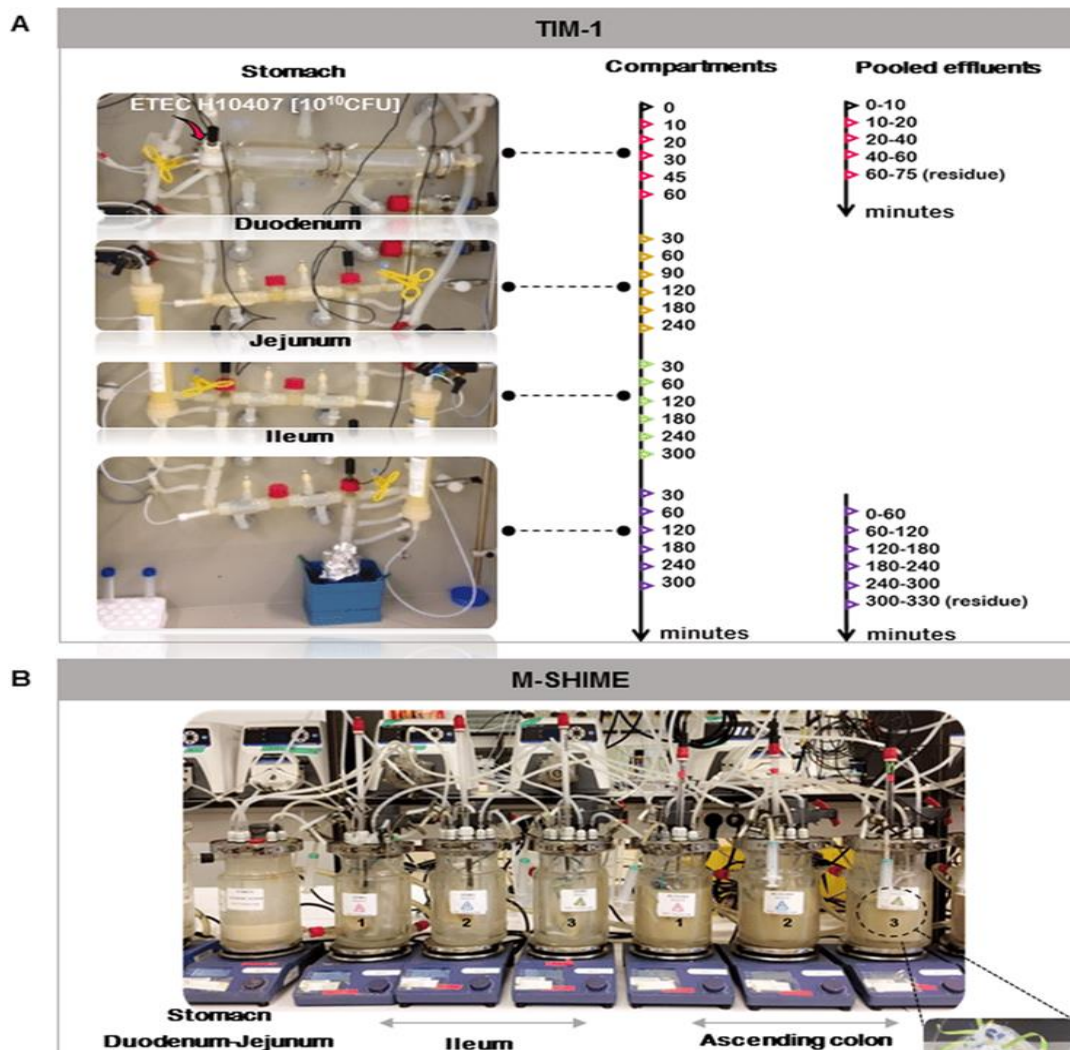 A
TIM-1
Stomach
Compartments
Pooled effluents
ETEC H10407 [10¹⁰CFU]
0
10
20
30
45
60
0-10
10-20
20-40
40-60
60-75 (residue)
minutes
Duodenum
30
60
90
120
180
240
Jejunum
30
60
120
180
240
300
Ileum
30
60
120
180
240
300
minutes
0-60
60-120
120-180
180-240
240-300
300-330 (residue)
minutes
B
M-SHIME
1
2
3
1
2
3
Stomacn
Duodenum-Jejunum
Ileum
Ascending colon